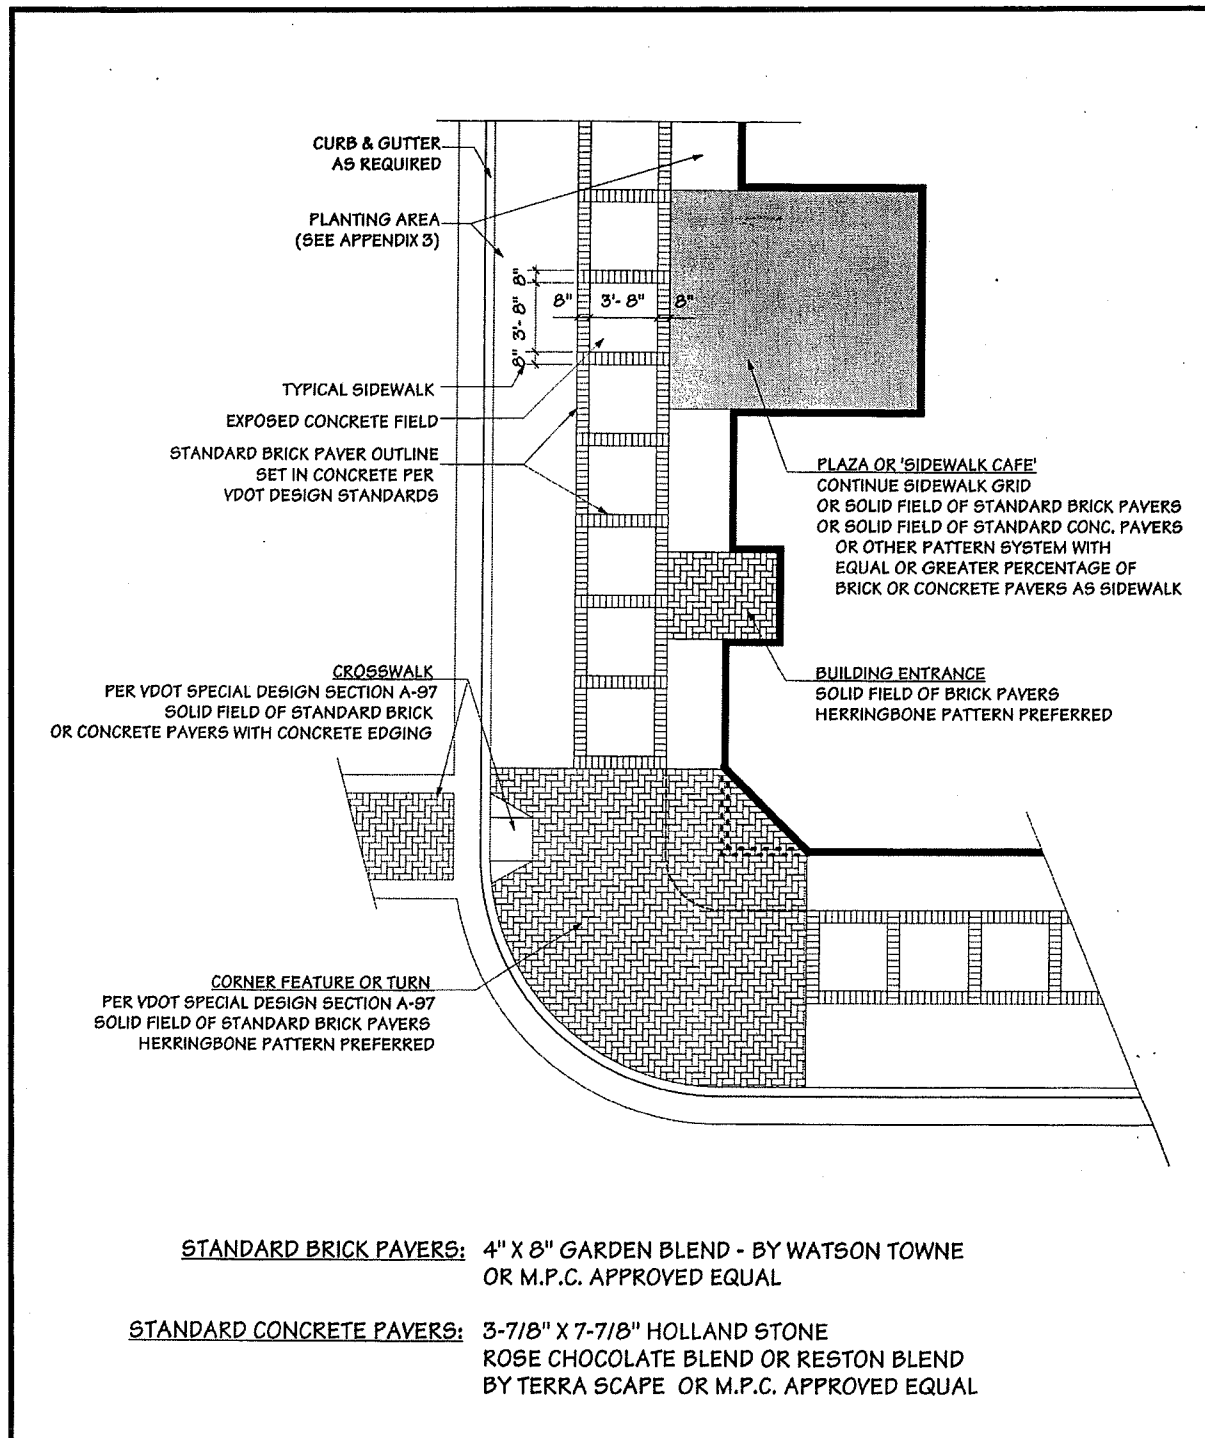 CURB & GUTTER
AS REQUIRED
PLANTING AREA
(SEE APPENDIX 3)
8"
3'- 8"
8"
8"
3'- 8"
8"
TYPICAL SIDEWALK
EXPOSED CONCRETE FIELD
STANDARD BRICK PAVER OUTLINE
SET IN CONCRETE PER
VDOT DESIGN STANDARDS
PLAZA OR 'SIDEWALK CAFE'
CONTINUE SIDEWALK GRID
OR SOLID FIELD OF STANDARD BRICK PAVERS
OR SOLID FIELD OF STANDARD CONC. PAVERS
OR OTHER PATTERN SYSTEM WITH
EQUAL OR GREATER PERCENTAGE OF
BRICK OR CONCRETE PAVERS AS SIDEWALK
CROSSWALK
PER VDOT SPECIAL DESIGN SECTION A-97
SOLID FIELD OF STANDARD BRICK
OR CONCRETE PAVERS WITH CONCRETE EDGING
BUILDING ENTRANCE
SOLID FIELD OF BRICK PAVERS
HERRINGBONE PATTERN PREFERRED
CORNER FEATURE OR TURN
PER VDOT SPECIAL DESIGN SECTION A-97
SOLID FIELD OF STANDARD BRICK PAVERS
HERRINGBONE PATTERN PREFERRED
STANDARD BRICK PAVERS: 4" X 8" GARDEN BLEND - BY WATSON TOWNE
OR M.P.C. APPROVED EQUAL
STANDARD CONCRETE PAVERS: 3-7/8" X 7-7/8" HOLLAND STONE
ROSE CHOCOLATE BLEND OR RESTON BLEND
BY TERRA SCAPE OR M.P.C. APPROVED EQUAL